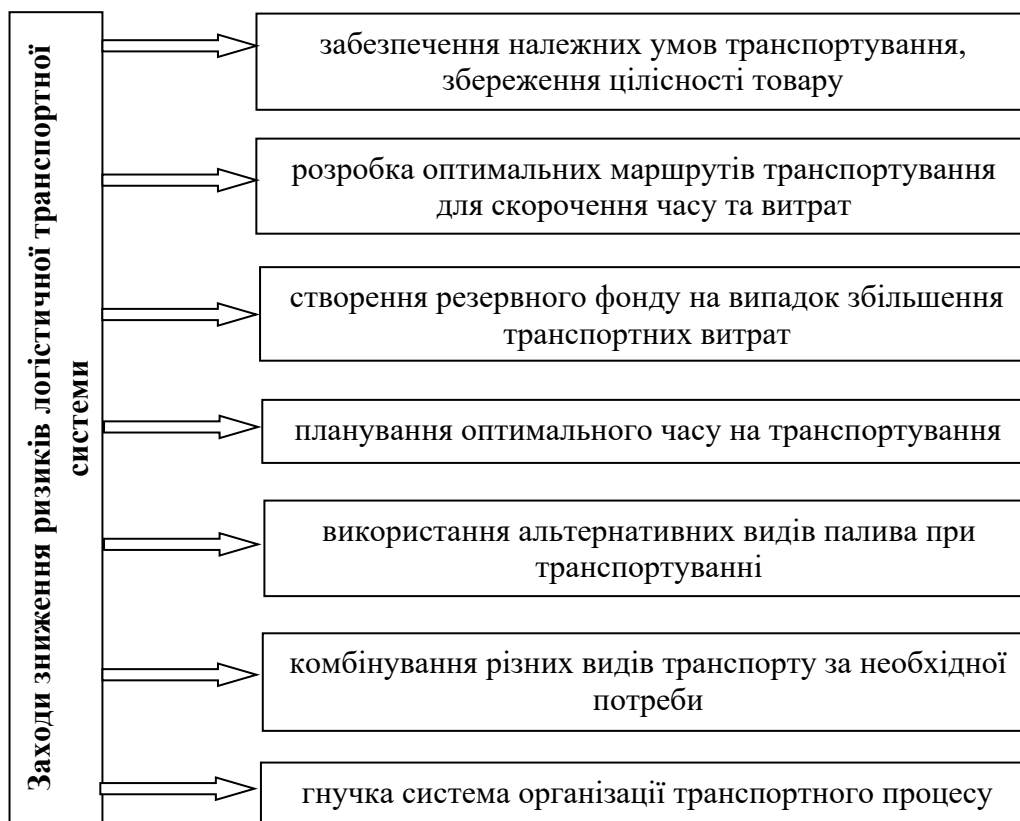 Заходи зниження ризиків логістичної транспортної
системи
забезпечення належних умов транспортування,
збереження цілісності товару
розробка оптимальних маршрутів транспортування
для скорочення часу та витрат
створення резервного фонду на випадок збільшення
транспортних витрат
планування оптимального часу на транспортування
використання альтернативних видів палива при
транспортуванні
комбінування різних видів транспорту за необхідної
потреби
гнучка система організації транспортного процесу